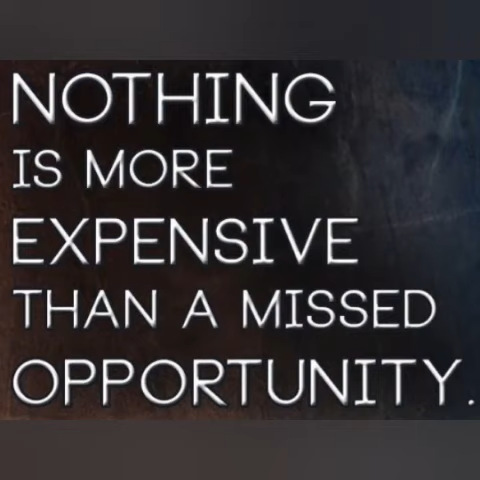 NOTHING
IS MORE
EXPENSIVE
THAN A MISSED
OPPORTUNITY.